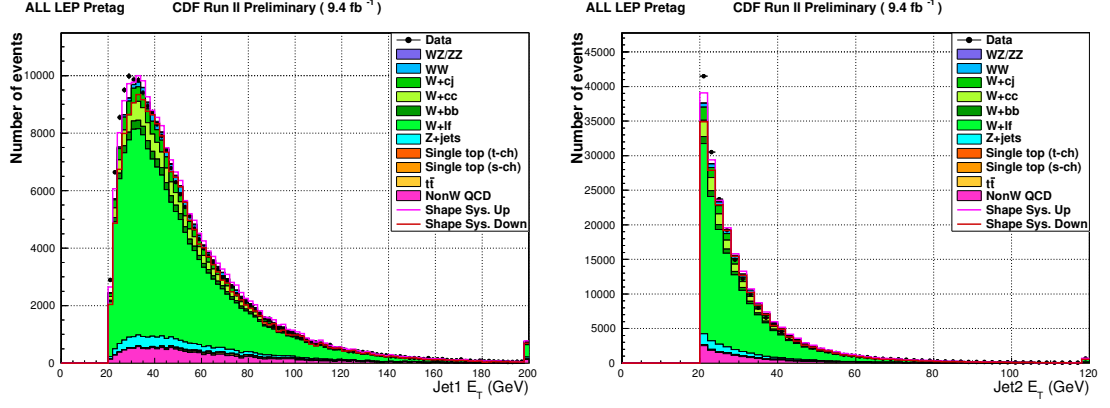 ALL LEP Pretag CDF Run II Preliminary ( 9.4 fb⁻¹)
Number of events
10000
8000
6000
4000
2000
0
0 20 40 60 80 100 120 140 160 180 200
Jet1 E_T (GeV)
Data
WZ/ZZ
WW
W+cj
W+cc
W+bb
W+lf
Z+jets
Single top (t-ch)
Single top (s-ch)
tt̄
NonW QCD
Shape Sys. Up
Shape Sys. Down
ALL LEP Pretag CDF Run II Preliminary ( 9.4 fb⁻¹)
Number of events
45000
40000
35000
30000
25000
20000
15000
10000
5000
0
0 20 40 60 80 100 120
Jet2 E_T (GeV)
Data
WZ/ZZ
WW
W+cj
W+cc
W+bb
W+lf
Z+jets
Single top (t-ch)
Single top (s-ch)
tt̄
NonW QCD
Shape Sys. Up
Shape Sys. Down